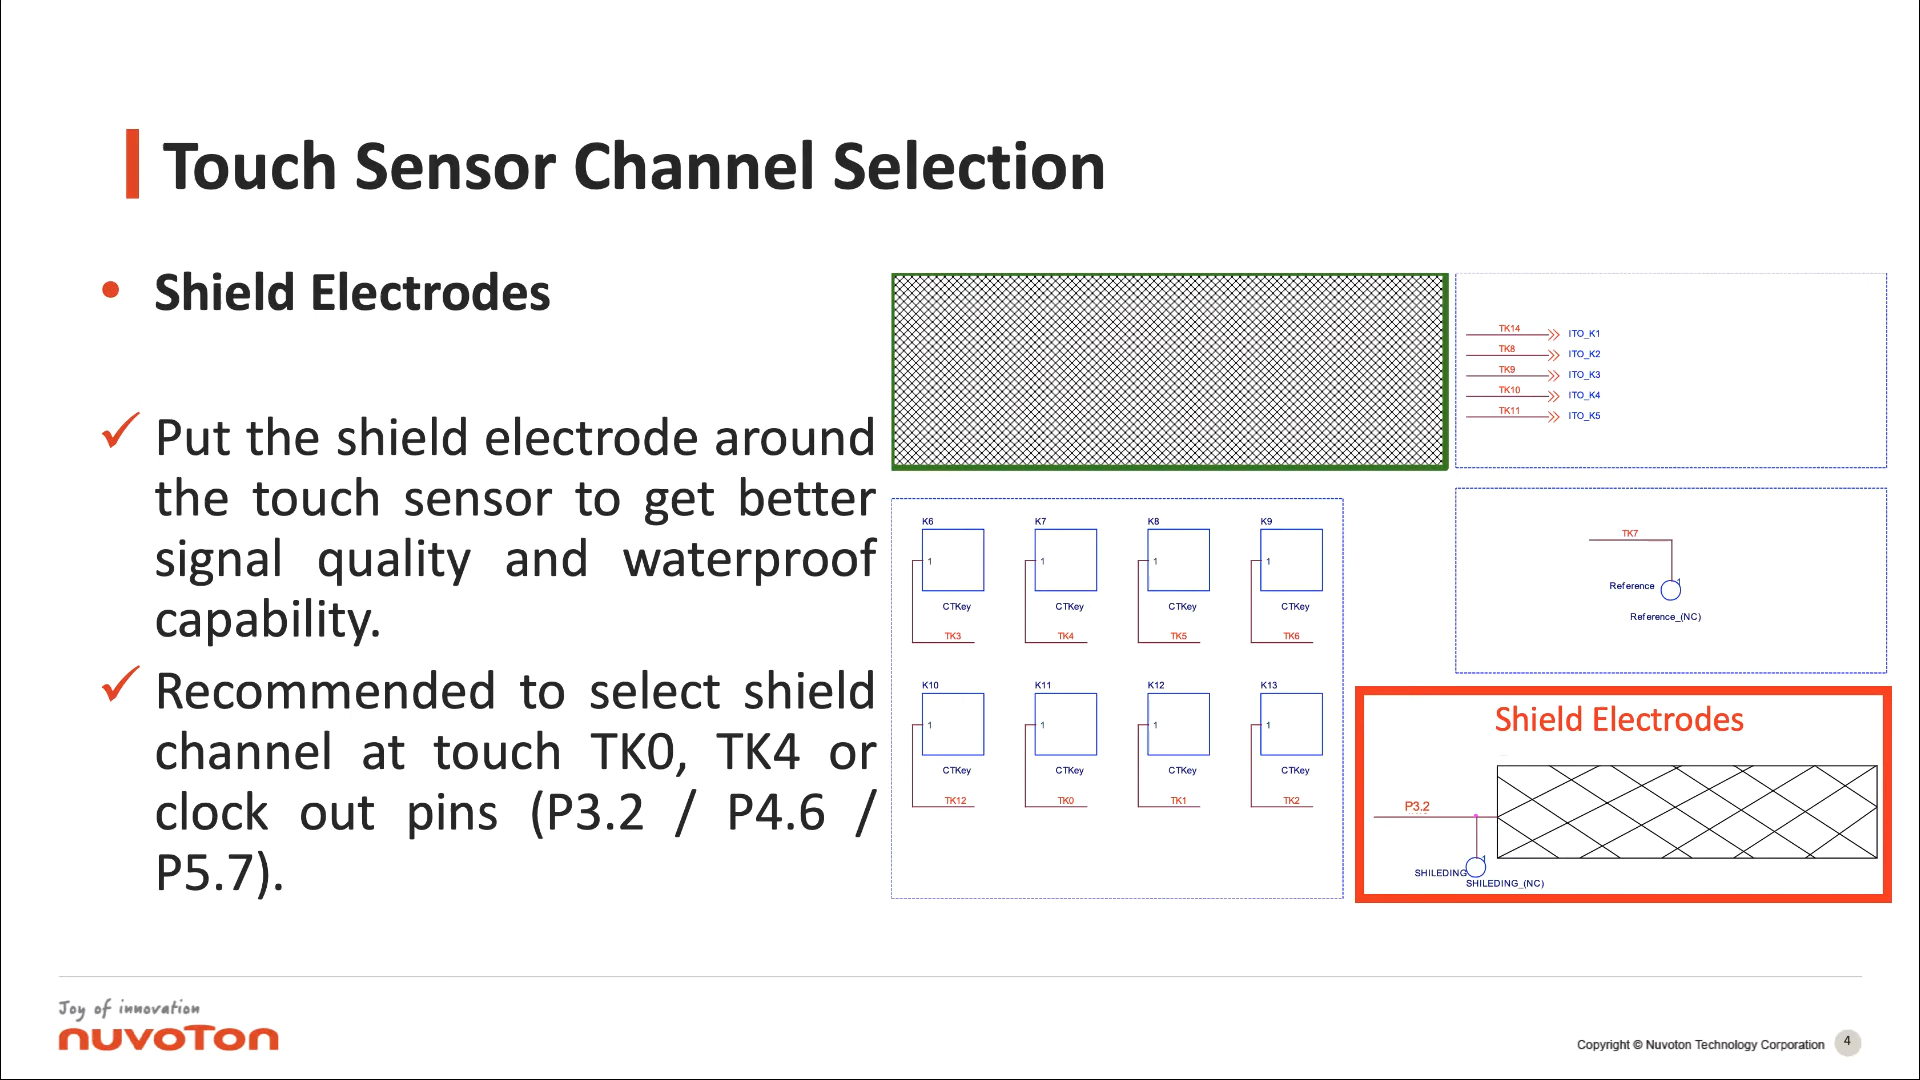 Touch Sensor Channel Selection
• Shield Electrodes
✓ Put the shield electrode around
the touch sensor to get better
signal quality and waterproof
capability.
✓ Recommended to select shield
channel at touch TK0, TK4 or
clock out pins (P3.2 / P4.6 /
P5.7).
TK14 ITO_K1
TK8 ITO_K2
TK9 ITO_K3
TK10 ITO_K4
TK11 ITO_K5
K6 K7 K8 K9
1 1 1 1
CTKey CTKey CTKey CTKey
TK3 TK4 TK5 TK6
K10 K11 K12 K13
1 1 1 1
CTKey CTKey CTKey CTKey
TK12 TK0 TK1 TK2
TK7
1
Reference
Reference_(NC)
Shield Electrodes
P3.2
1
SHILEDING
SHILEDING_(NC)
Joy of innovation
nuvoTon
Copyright © Nuvoton Technology Corporation 4